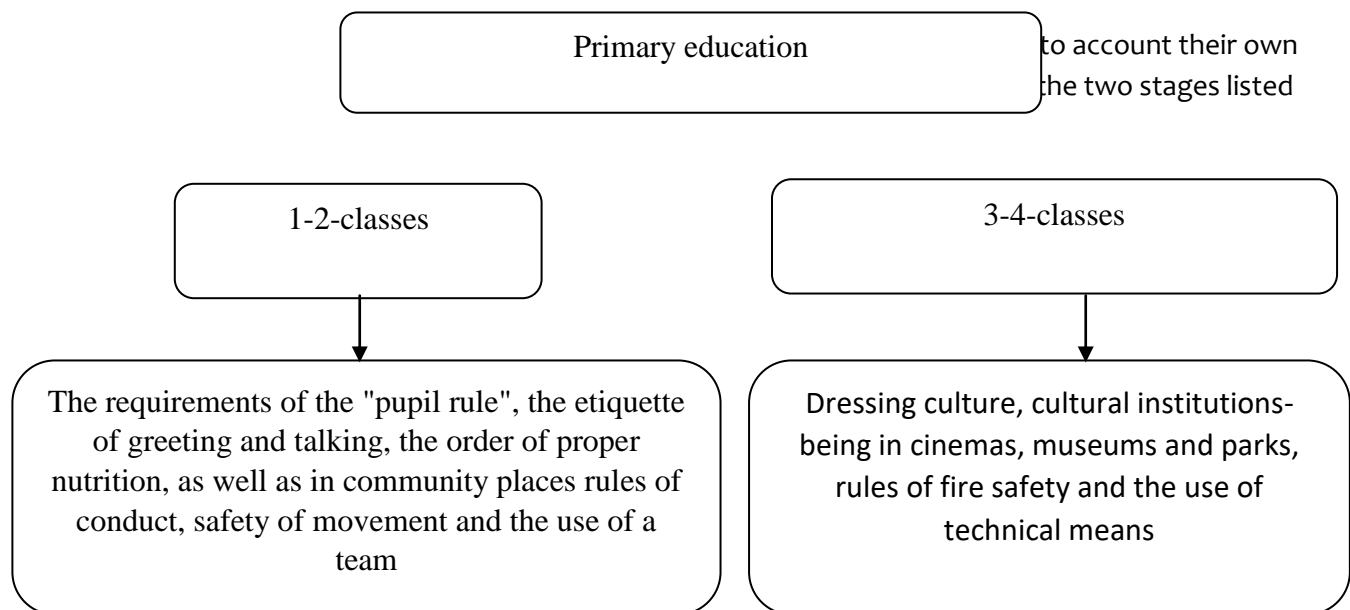 Primary education
to account their own
the two stages listed
1-2-classes
3-4-classes
The requirements of the "pupil rule", the etiquette
of greeting and talking, the order of proper
nutrition, as well as in community places rules of
conduct, safety of movement and the use of a
team
Dressing culture, cultural institutions-
being in cinemas, museums and parks,
rules of fire safety and the use of
technical means